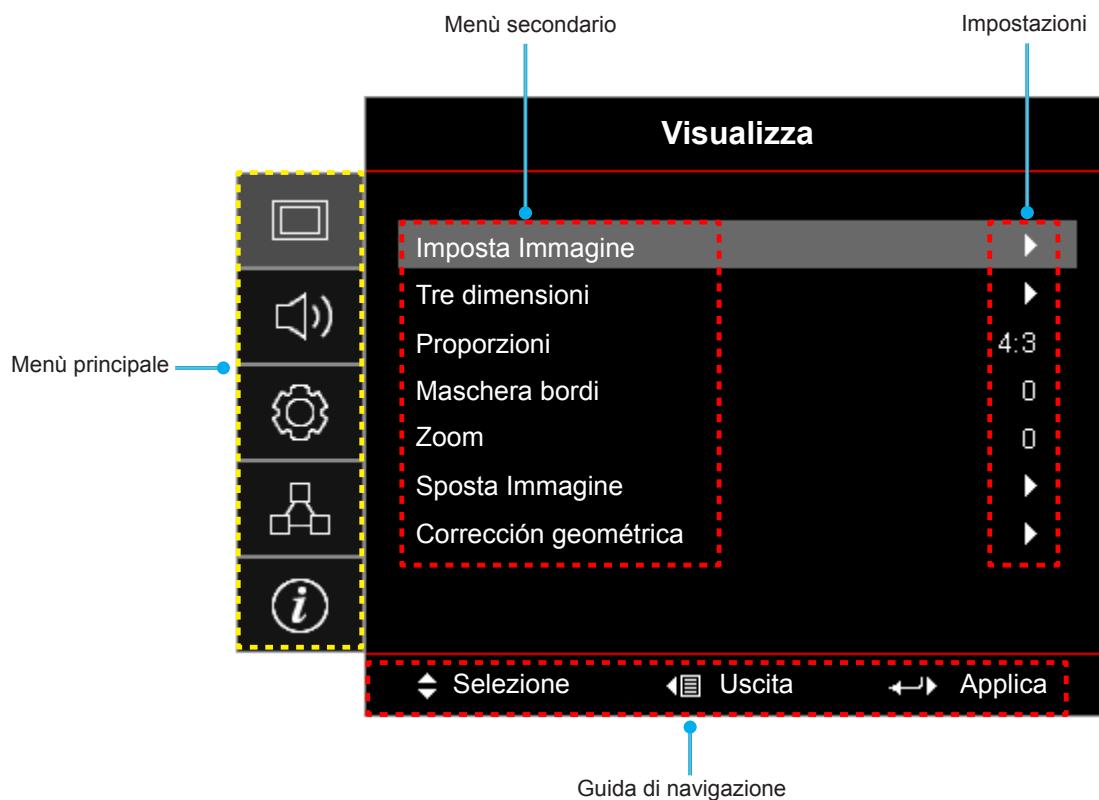 Menù secondario
Impostazioni
Visualizza
Menù principale
Imposta Immagine
Tre dimensioni
Proporzioni 4:3
Maschera bordi 0
Zoom 0
Sposta Immagine
Corrección geométrica
Selezione Uscita Applica
Guida di navigazione